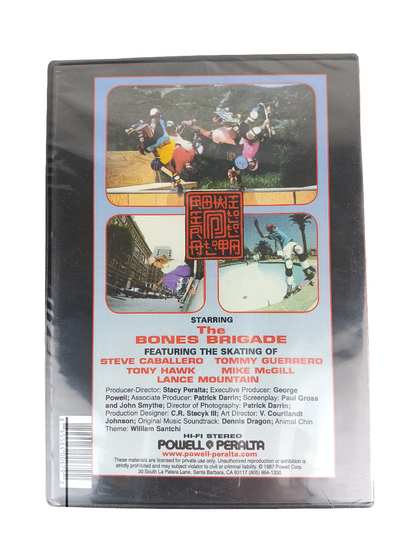 STARRING
The
BONES BRIGADE
FEATURING THE SKATING OF
STEVE CABALLERO TOMMY GUERRERO
TONY HAWK MIKE McGILL
LANCE MOUNTAIN
Producer-Director: Stacy Peralta; Executive Producer: George
Powell; Associate Producer: Patrick Darrin; Screenplay: Paul Gross
and John Smythe; Director of Photography: Patrick Darrin;
Production Designer: C.R. Stecyk III; Art Director: V. Courtlandt
Johnson; Original Music Soundtrack: Dennis Dragon; Animal Chin
Theme: William Santchi
HI-FI STEREO
POWELL PERALTA
www.powell-peralta.com
These materials are licensed for private use only. Unauthorized reproduction or exhibition is
strictly prohibited and may subject violator to civil or criminal liability. © 1987 Powell Corp.
30 South La Patera Lane, Santa Barbara, CA 93117 (805) 964-1330